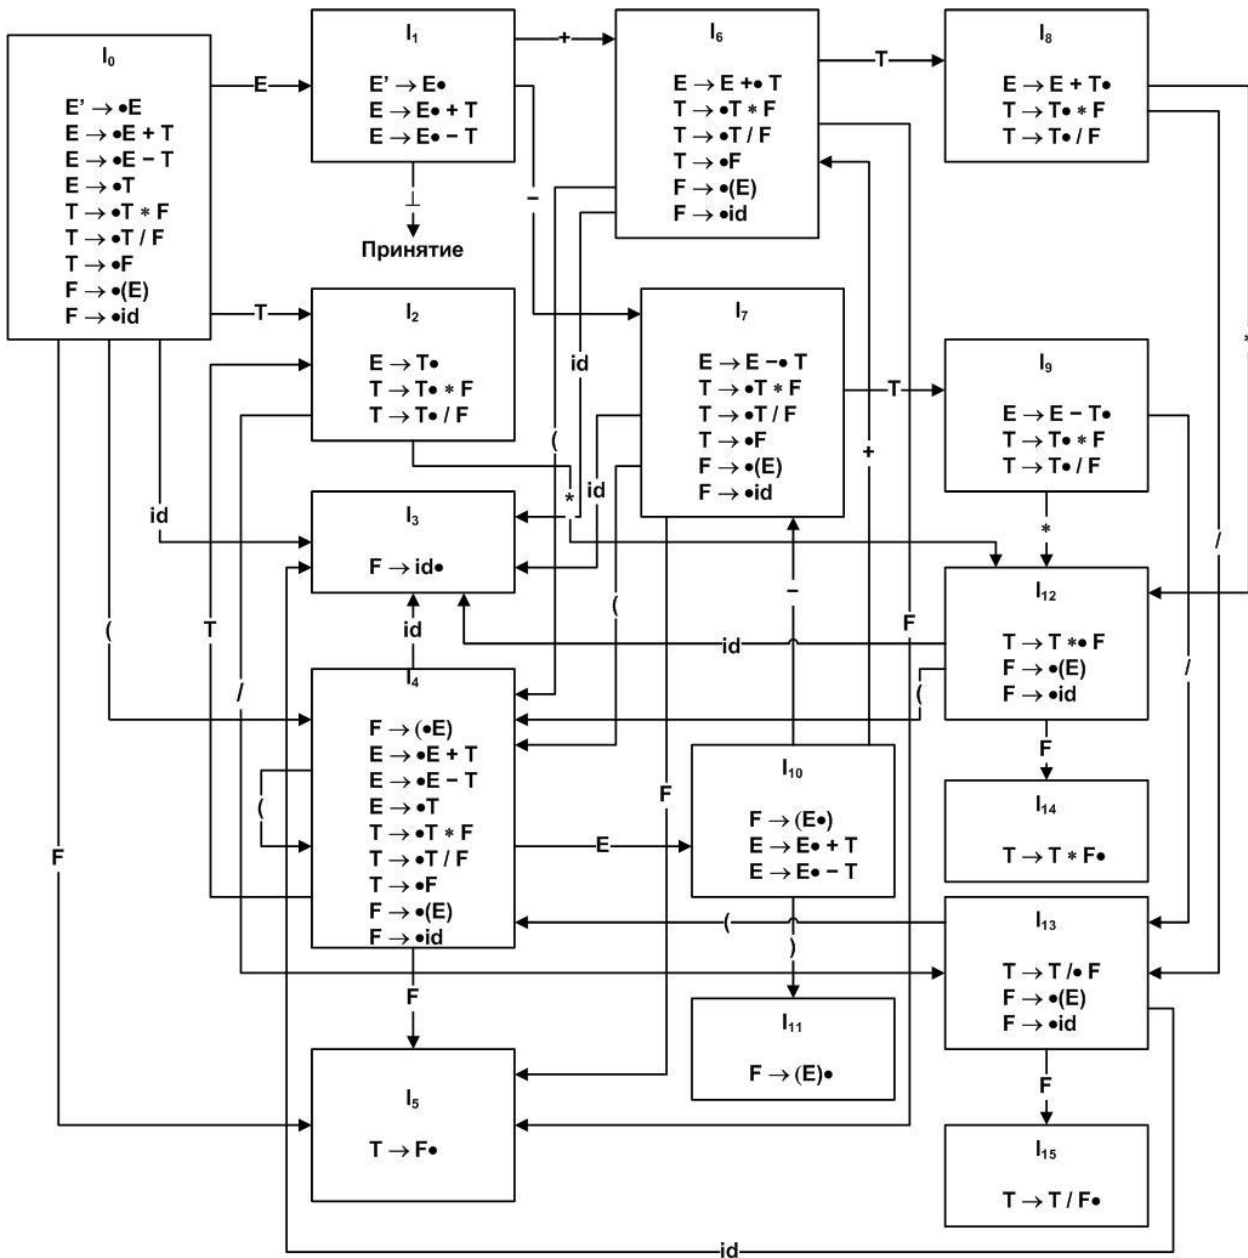 I₀
E' → •E
E → •E + T
E → •E − T
E → •T
T → •T * F
T → •T / F
T → •F
F → •(E)
F → •id
E
I₁
E' → E•
E → E• + T
E → E• − T
+
−
⊥
Принятие
I₆
E → E +• T
T → •T * F
T → •T / F
T → •F
F → •(E)
F → •id
T
I₈
E → E + T•
T → T• * F
T → T• / F
*
/
T
I₂
E → T•
T → T• * F
T → T• / F
*
id
(
I₇
E → E −• T
T → •T * F
T → •T / F
T → •F
F → •(E)
F → •id
T
I₉
E → E − T•
T → T• * F
T → T• / F
*
/
id
(
T
/
F
id
I₃
F → id•
id
id
(
+
−
F
F
I₁₂
T → T *• F
F → •(E)
F → •id
id
(
F
I₄
F → (•E)
E → •E + T
E → •E − T
E → •T
T → •T * F
T → •T / F
T → •F
F → •(E)
F → •id
(
E
F
I₁₀
F → (E•)
E → E• + T
E → E• − T
)
I₁₄
T → T * F•
(
I₁₃
T → T /• F
F → •(E)
F → •id
F
I₁₁
F → (E)•
I₅
T → F•
I₁₅
T → T / F•
id